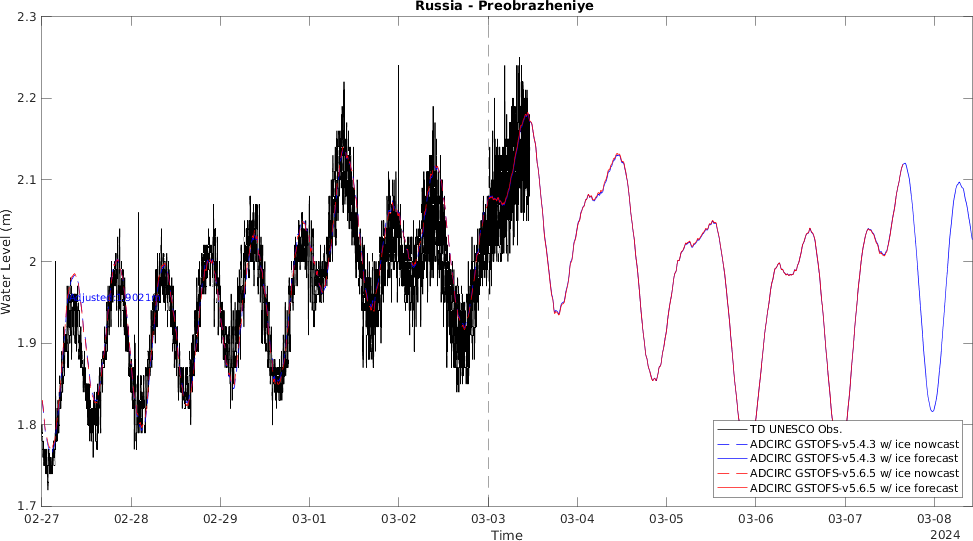 Russia - Preobrazheniye
Water Level (m)
2.3
2.2
2.1
2
1.9
1.8
1.7
TD UNESCO Obs.
ADCIRC GSTOFS-v5.4.3 w/ ice nowcast
ADCIRC GSTOFS-v5.4.3 w/ ice forecast
ADCIRC GSTOFS-v5.6.5 w/ ice nowcast
ADCIRC GSTOFS-v5.6.5 w/ ice forecast
02-27 02-28 02-29 03-01 03-02 03-03 03-04 03-05 03-06 03-07 03-08
Time
2024